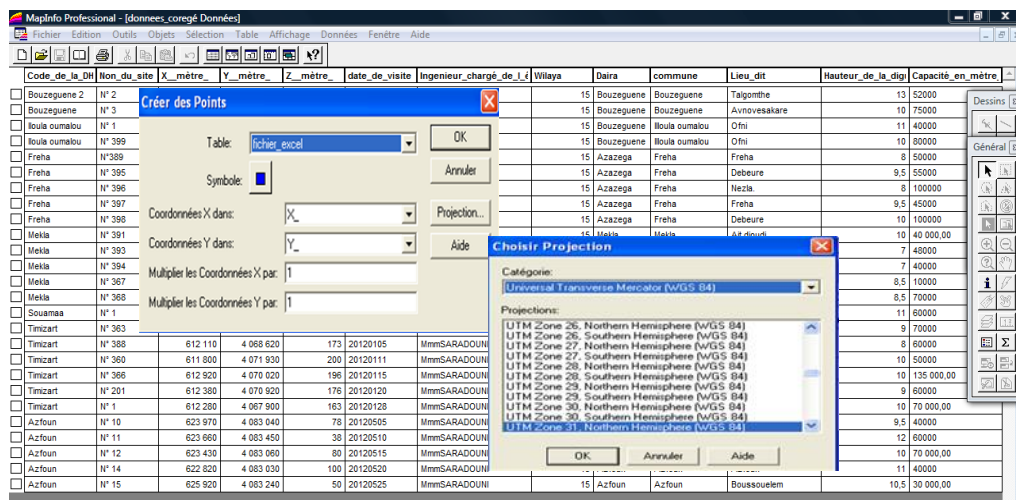 MapInfo Professional - [donnees_coregé Données]
Fichier Edition Outils Objets Sélection Table Affichage Données Fenêtre Aide
Code_de_la_DH Non_du_site X__mètre_ Y__mètre_ Z__mètre_ date_de_visite Ingenieur_chargé_de_l_é Wilaya Daira commune Lieu_dit Hauteur_de_la_digu Capacité_en_mètre_
Bouzeguene 2 N° 2 15 Bouzeguene Bouzeguene Talgomthe 13 52000
Bouzeguene N° 3 15 Bouzeguene Bouzeguene Avnovesakare 10 75000
Iloula oumalou N° 1 15 Bouzeguene Iloula oumalou Ofni 11 40000
Iloula oumalou N° 399 15 Bouzeguene Iloula oumalou Ofni 10 80000
Freha N°389 15 Azazega Freha Freha 8 50000
Freha N° 395 15 Azazega Freha Debeure 9,5 55000
Freha N° 396 15 Azazega Freha Nezla. 8 100000
Freha N° 397 15 Azazega Freha Freha 9,5 45000
Freha N° 398 15 Azazega Freha Debeure 10 100000
Mekla N° 391 15 Mekla Mekla Ait djoudi 10 40 000,00
Mekla N° 393 7 48000
Mekla N° 394 7 40000
Mekla N° 367 8,5 10000
Mekla N° 368 8,5 70000
Souamaa N° 1 11 60000
Timizart N° 363 9 70000
Timizart N° 388 612 110 4 068 620 173 20120105 MmmSARADOUNI 8 60000
Timizart N° 360 611 800 4 071 930 200 20120111 MmmSARADOUNI 10 50000
Timizart N° 366 612 920 4 070 020 196 20120115 MmmSARADOUNI 10 135 000,00
Timizart N° 201 612 380 4 070 920 176 20120120 MmmSARADOUNI 9 60000
Timizart N° 1 612 280 4 067 900 163 20120128 MmmSARADOUNI 10 70 000,00
Azfoun N° 10 623 970 4 083 040 78 20120505 MmmSARADOUNI 9,5 40000
Azfoun N° 11 623 660 4 083 450 38 20120510 MmmSARADOUNI 12 60000
Azfoun N° 12 623 430 4 083 060 80 20120515 MmmSARADOUNI 10 70 000,00
Azfoun N° 14 622 820 4 083 030 100 20120520 MmmSARADOUNI 11 40000
Azfoun N° 15 625 920 4 083 240 50 20120525 MmmSARADOUNI 15 Azfoun Azfoun Boussouelem 10,5 30 000,00
Créer des Points
Table: fichier_excel
Symbole:
Coordonnées X dans: X_
Coordonnées Y dans: Y_
Multiplier les Coordonnées X par: 1
Multiplier les Coordonnées Y par: 1
OK
Annuler
Projection...
Aide
Choisir Projection
Catégorie:
Universal Transverse Mercator (WGS 84)
Projections:
UTM Zone 26, Northern Hemisphere (WGS 84)
UTM Zone 26, Southern Hemisphere (WGS 84)
UTM Zone 27, Northern Hemisphere (WGS 84)
UTM Zone 27, Southern Hemisphere (WGS 84)
UTM Zone 28, Northern Hemisphere (WGS 84)
UTM Zone 28, Southern Hemisphere (WGS 84)
UTM Zone 29, Northern Hemisphere (WGS 84)
UTM Zone 29, Southern Hemisphere (WGS 84)
UTM Zone 30, Northern Hemisphere (WGS 84)
UTM Zone 30, Southern Hemisphere (WGS 84)
UTM Zone 31, Northern Hemisphere (WGS 84)
OK Annuler Aide
Dessins
Général